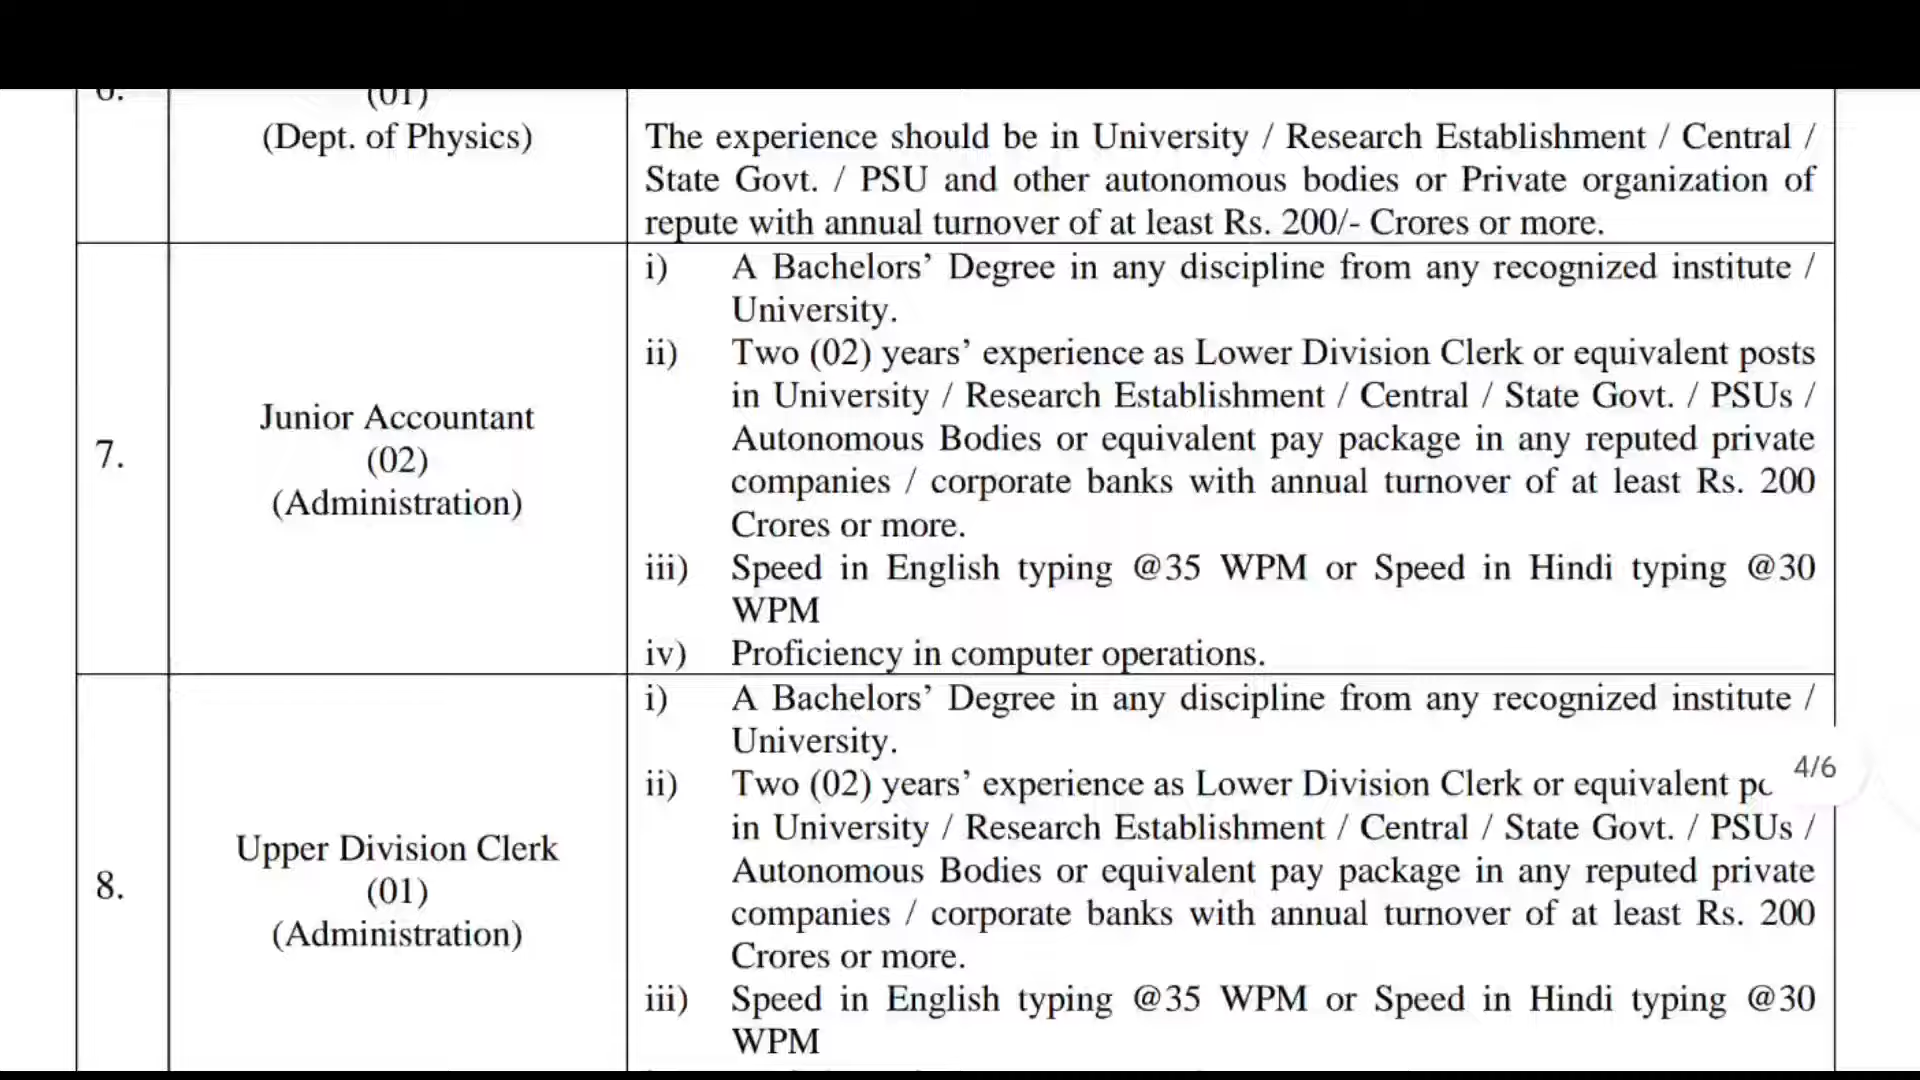 6.
(01)
(Dept. of Physics)
The experience should be in University / Research Establishment / Central /
State Govt. / PSU and other autonomous bodies or Private organization of
repute with annual turnover of at least Rs. 200/- Crores or more.
7.
Junior Accountant
(02)
(Administration)
i) A Bachelors’ Degree in any discipline from any recognized institute /
University.
ii) Two (02) years’ experience as Lower Division Clerk or equivalent posts
in University / Research Establishment / Central / State Govt. / PSUs /
Autonomous Bodies or equivalent pay package in any reputed private
companies / corporate banks with annual turnover of at least Rs. 200
Crores or more.
iii) Speed in English typing @35 WPM or Speed in Hindi typing @30
WPM
iv) Proficiency in computer operations.
8.
Upper Division Clerk
(01)
(Administration)
i) A Bachelors’ Degree in any discipline from any recognized institute /
University.
ii) Two (02) years’ experience as Lower Division Clerk or equivalent
4/6
in University / Research Establishment / Central / State Govt. / PSUs /
Autonomous Bodies or equivalent pay package in any reputed private
companies / corporate banks with annual turnover of at least Rs. 200
Crores or more.
iii) Speed in English typing @35 WPM or Speed in Hindi typing @30
WPM